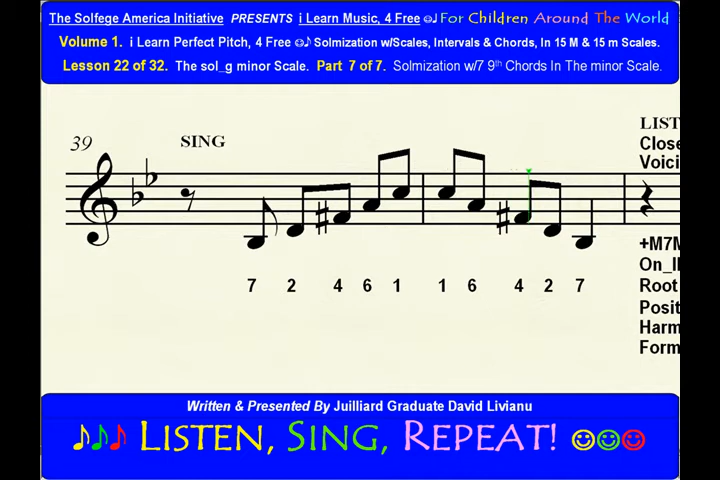 The Solfege America Initiative PRESENTS i Learn Music, 4 Free ☺♩ For Children Around The World
Volume 1. i Learn Perfect Pitch, 4 Free ☺♪ Solmization w/Scales, Intervals & Chords, In 15 M & 15 m Scales.
Lesson 22 of 32. The sol_g minor Scale. Part 7 of 7. Solmization w/7 9th Chords In The minor Scale.
39 SING
LIST
Close
Voici
7 2 4 6 1 1 6 4 2 7
+M7M
On_II
Root
Posit
Harm
Form
Written & Presented By Juilliard Graduate David Livianu
♪♪♪ LISTEN, SING, REPEAT! ☺☺☺